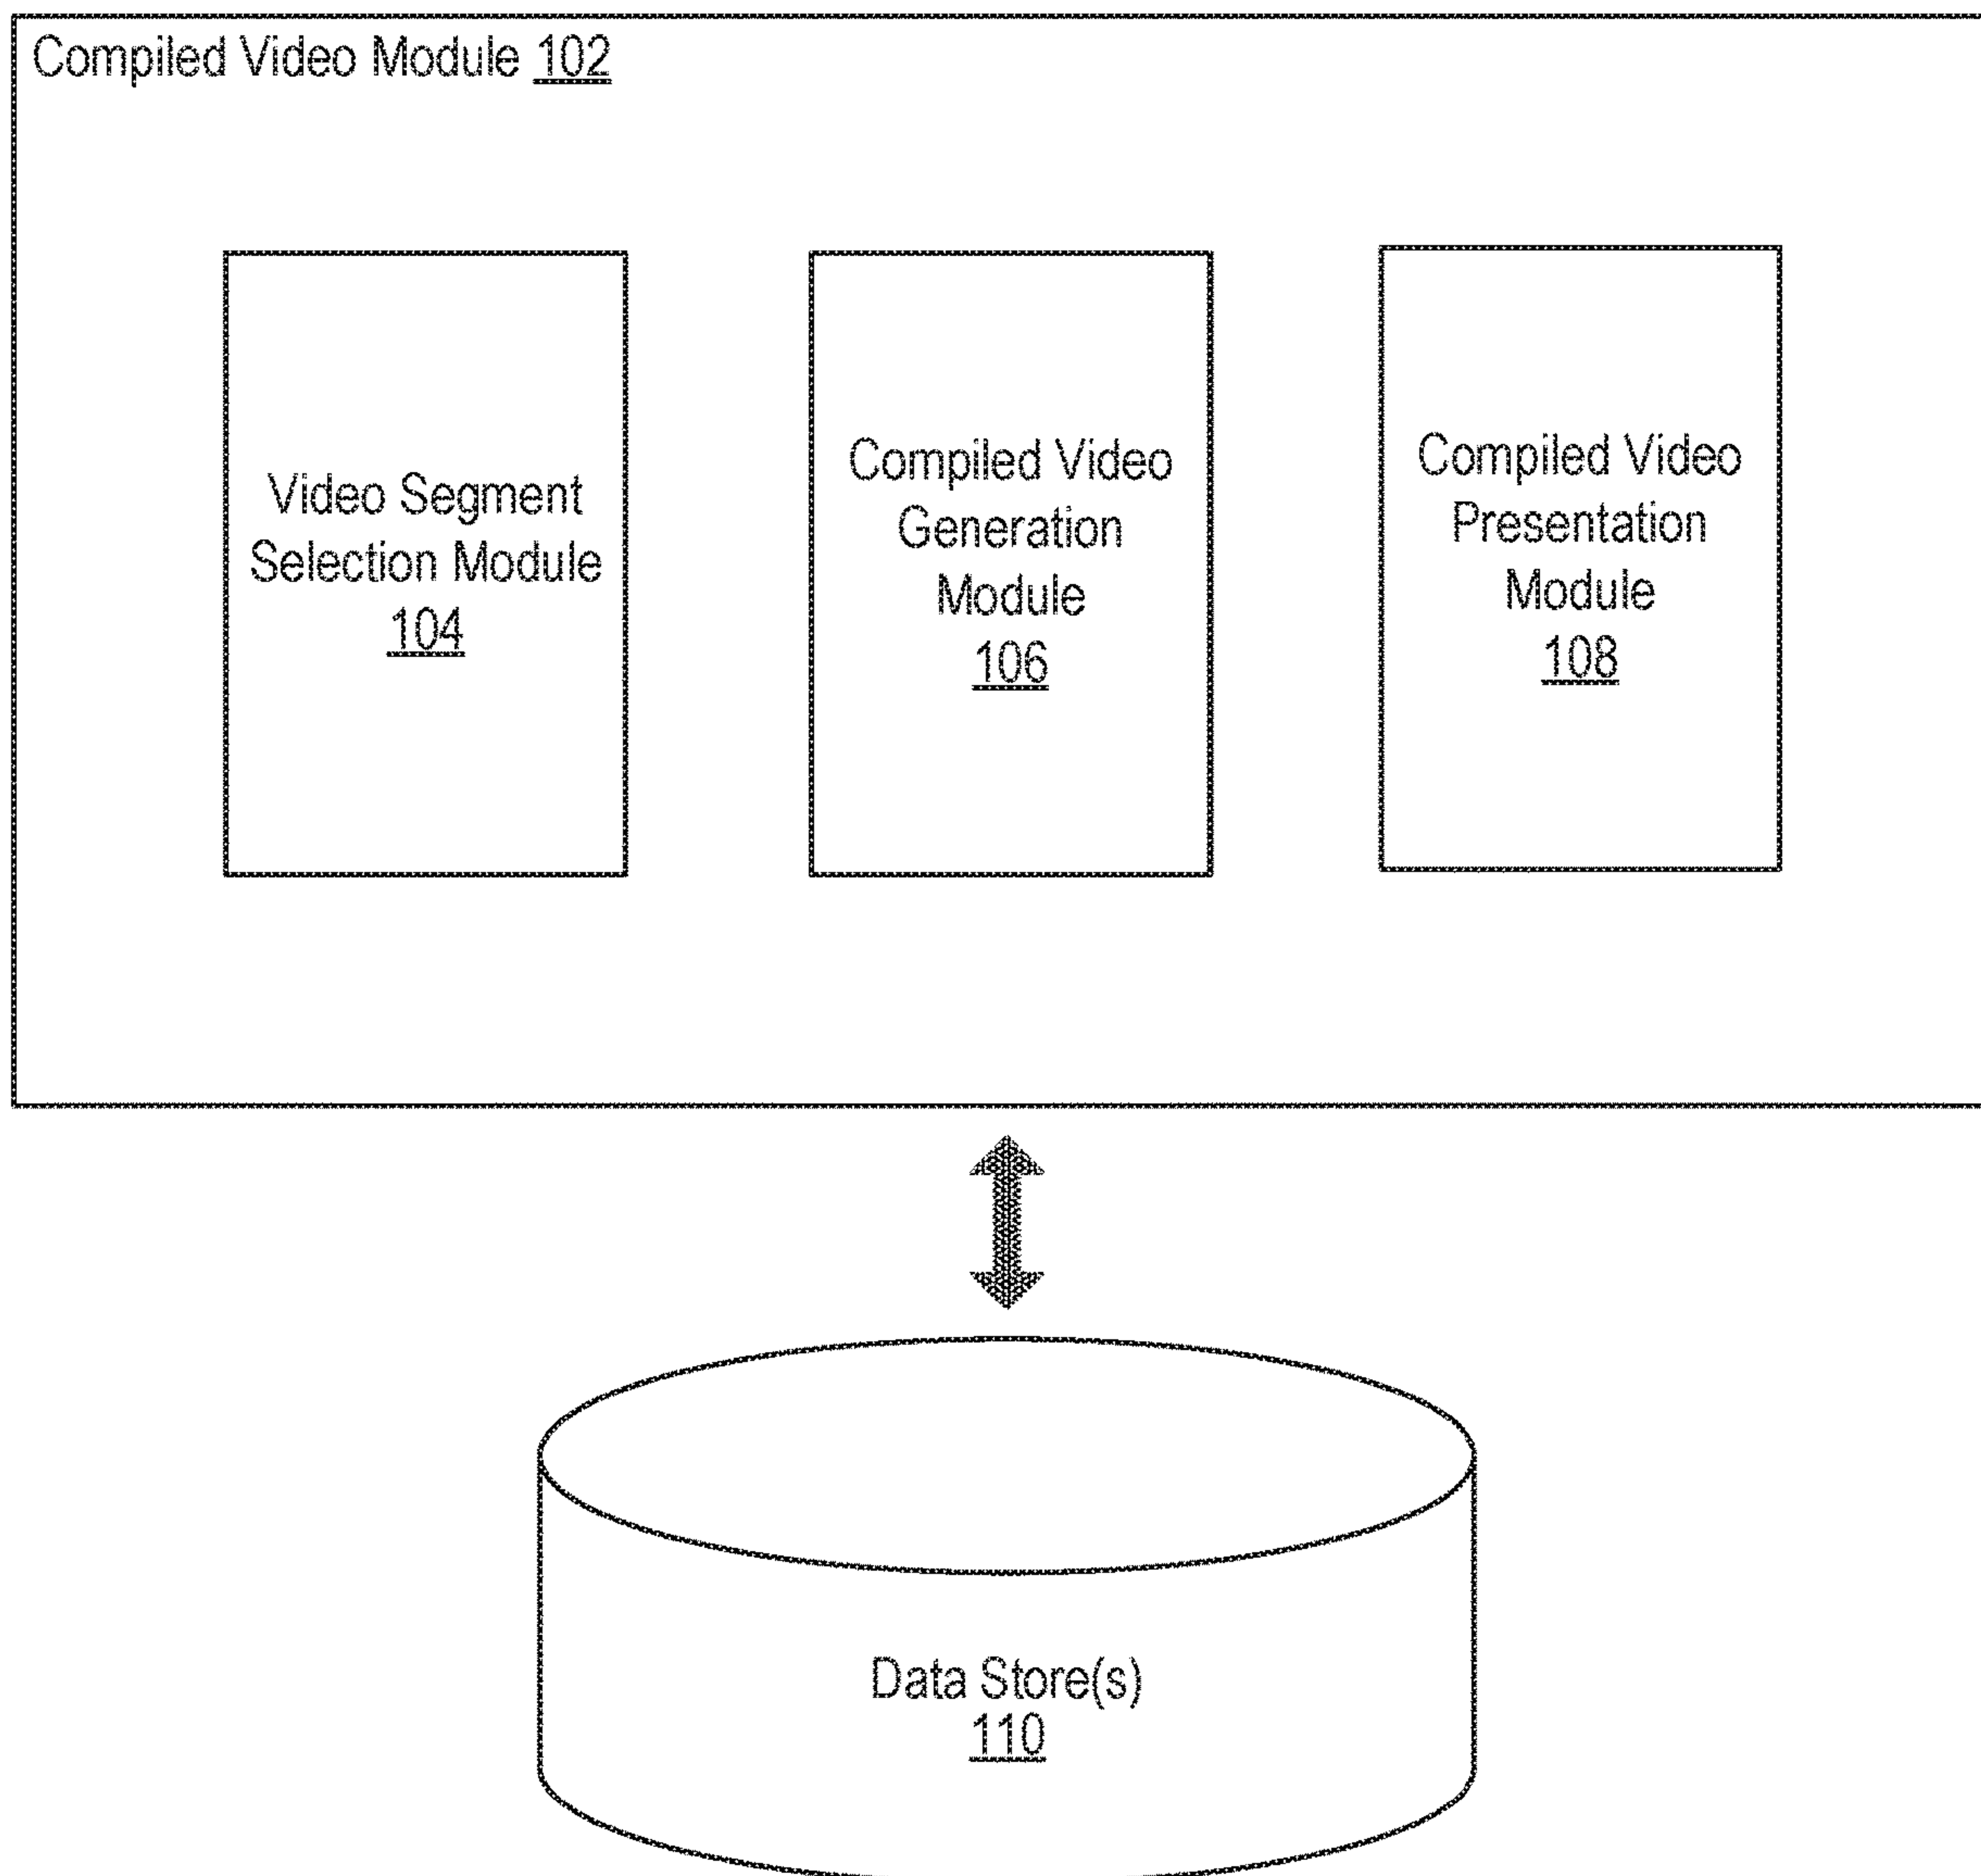 Compiled Video Module 102
Video Segment
Selection Module
104
Compiled Video
Generation
Module
106
Compiled Video
Presentation
Module
108
Data Store(s)
110